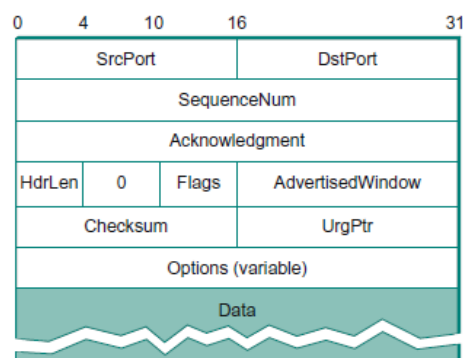 0 4 10 16 31
SrcPort DstPort
SequenceNum
Acknowledgment
HdrLen 0 Flags AdvertisedWindow
Checksum UrgPtr
Options (variable)
Data